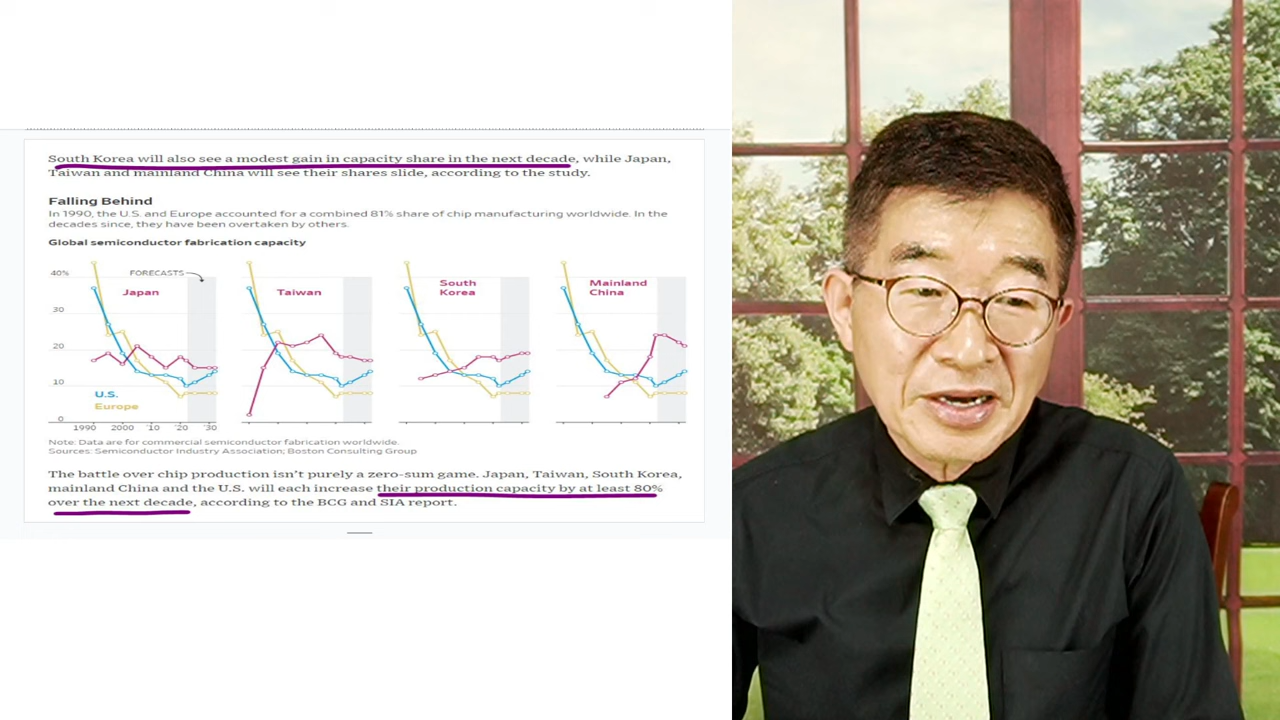 South Korea will also see a modest gain in capacity share in the next decade, while Japan,
Taiwan and mainland China will see their shares slide, according to the study.
Falling Behind
In 1990, the U.S. and Europe accounted for a combined 81% share of chip manufacturing worldwide. In the
decades since, they have been overtaken by others.
Global semiconductor fabrication capacity
40%
30
20
10
0
FORECASTS
Japan
U.S.
Europe
1990 2000 '10 '20 '30
Taiwan
South
Korea
Mainland
China
Note: Data are for commercial semiconductor fabrication worldwide.
Sources: Semiconductor Industry Association; Boston Consulting Group
The battle over chip production isn't purely a zero-sum game. Japan, Taiwan, South Korea,
mainland China and the U.S. will each increase their production capacity by at least 80%
over the next decade, according to the BCG and SIA report.